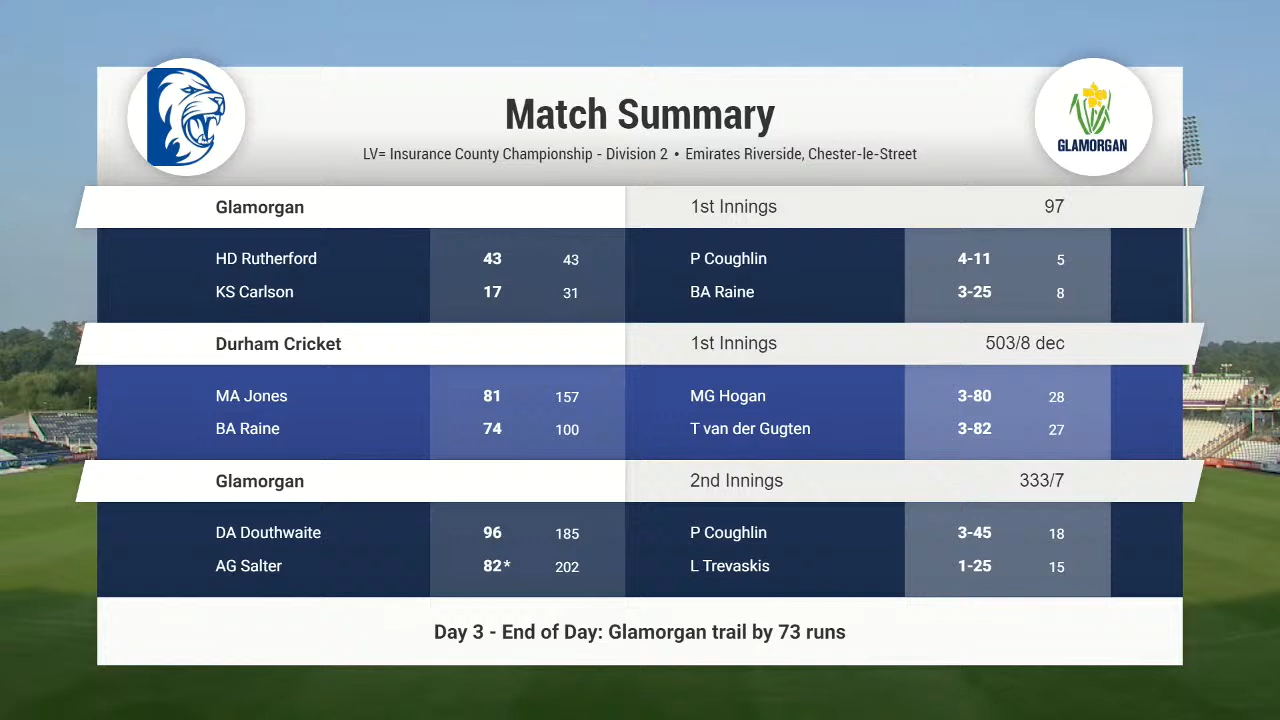 Match Summary
LV= Insurance County Championship - Division 2 • Emirates Riverside, Chester-le-Street
GLAMORGAN
Glamorgan 1st Innings 97
HD Rutherford 43 43 P Coughlin 4-11 5
KS Carlson 17 31 BA Raine 3-25 8
Durham Cricket 1st Innings 503/8 dec
MA Jones 81 157 MG Hogan 3-80 28
BA Raine 74 100 T van der Gugten 3-82 27
Glamorgan 2nd Innings 333/7
DA Douthwaite 96 185 P Coughlin 3-45 18
AG Salter 82* 202 L Trevaskis 1-25 15
Day 3 - End of Day: Glamorgan trail by 73 runs